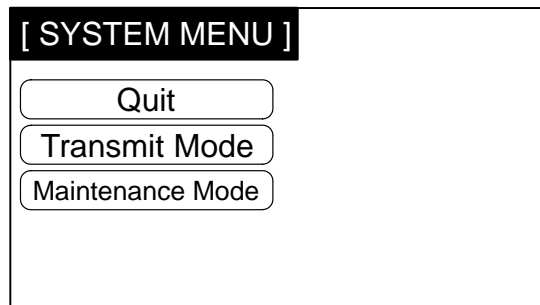 [ SYSTEM MENU ]
Quit
Transmit Mode
Maintenance Mode